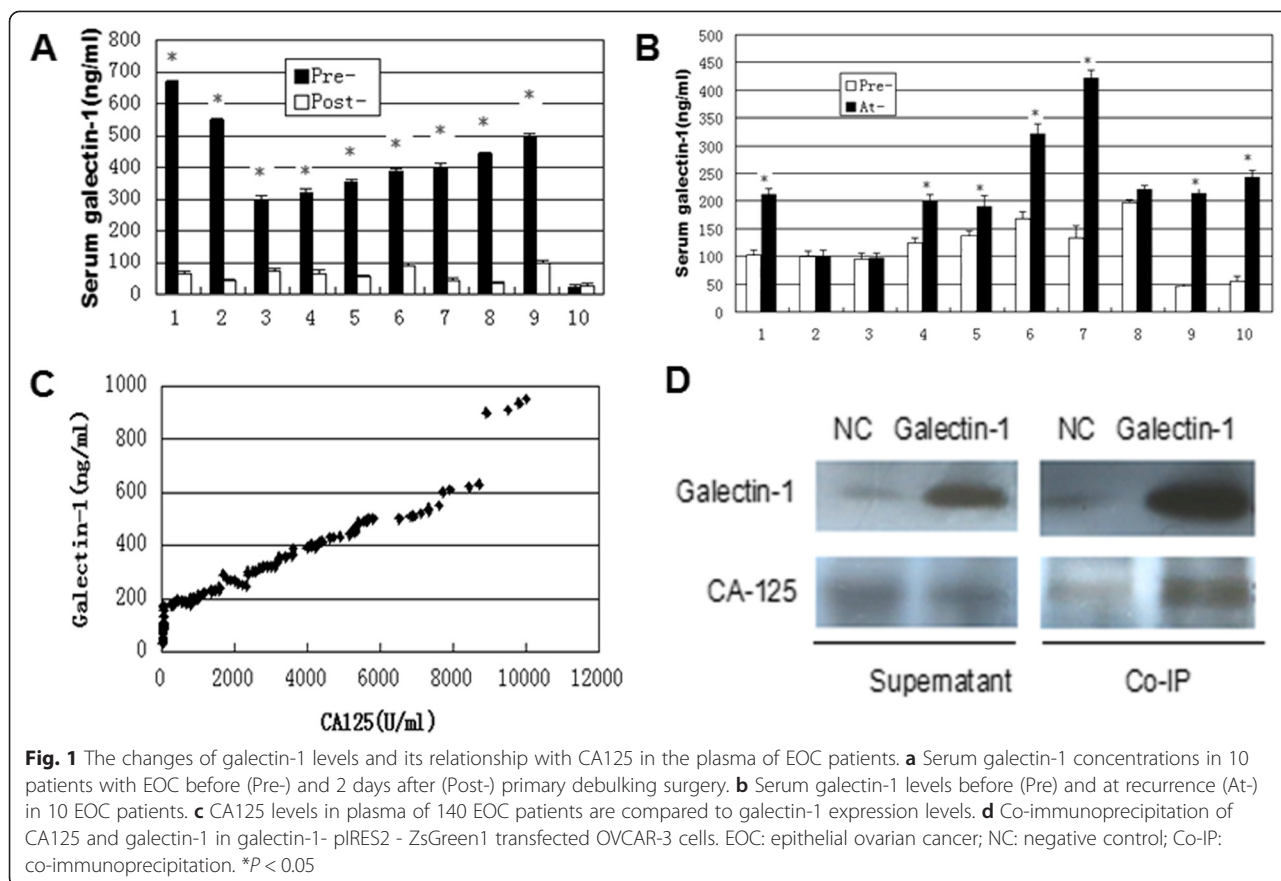 A
Serum galectin-1(ng/ml)
800
700
600
500
400
300
200
100
0
Pre-
Post-
* * * * * * * * *
1 2 3 4 5 6 7 8 9 10
B
Serum galectin-1(ng/ml)
500
450
400
350
300
250
200
150
100
50
0
Pre-
At-
* * * * * * *
1 2 3 4 5 6 7 8 9 10
C
Galectin-1(ng/ml)
1000
800
600
400
200
0
0 2000 4000 6000 8000 10000 12000
CA125(U/ml)
D
NC Galectin-1 NC Galectin-1
Galectin-1
CA-125
Supernatant Co-IP
Fig. 1 The changes of galectin-1 levels and its relationship with CA125 in the plasma of EOC patients. a Serum galectin-1 concentrations in 10
patients with EOC before (Pre-) and 2 days after (Post-) primary debulking surgery. b Serum galectin-1 levels before (Pre) and at recurrence (At-)
in 10 EOC patients. c CA125 levels in plasma of 140 EOC patients are compared to galectin-1 expression levels. d Co-immunoprecipitation of
CA125 and galectin-1 in galectin-1- pIRES2 - ZsGreen1 transfected OVCAR-3 cells. EOC: epithelial ovarian cancer; NC: negative control; Co-IP:
co-immunoprecipitation. *P < 0.05